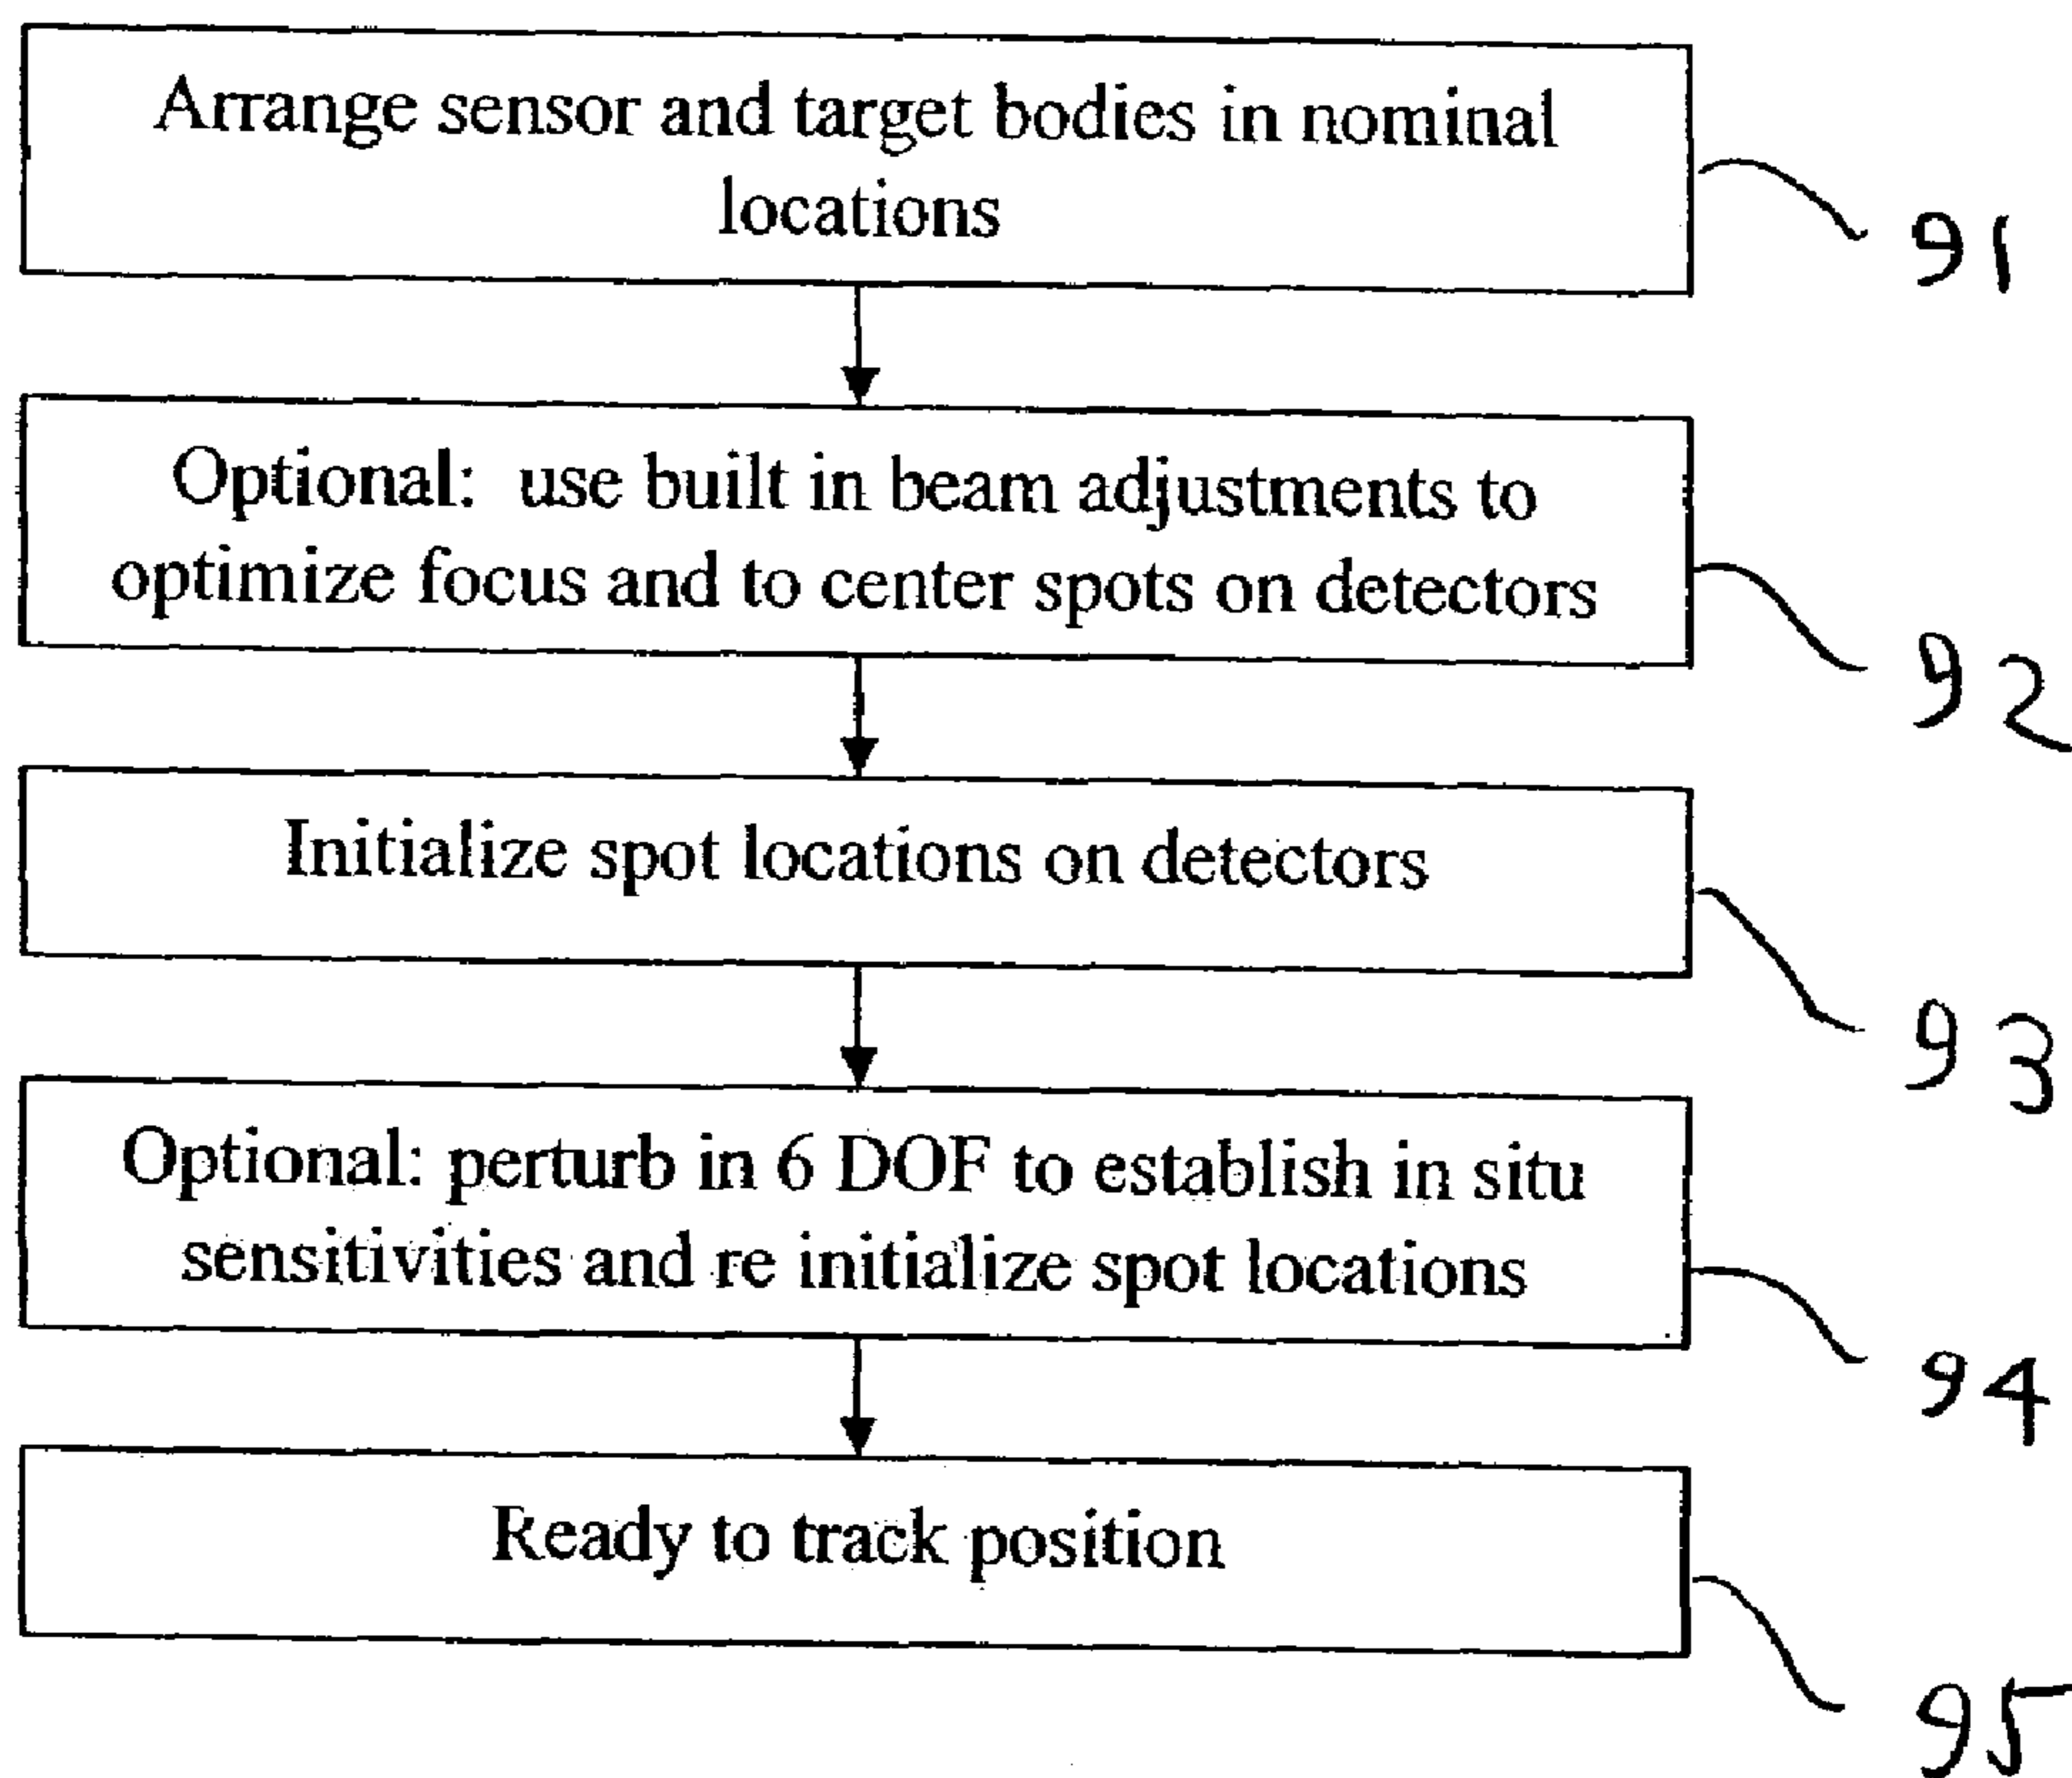 Arrange sensor and target bodies in nominal
locations
91
Optional: use built in beam adjustments to
optimize focus and to center spots on detectors
92
Initialize spot locations on detectors
93
Optional: perturb in 6 DOF to establish in situ
sensitivities and re initialize spot locations
94
Ready to track position
95